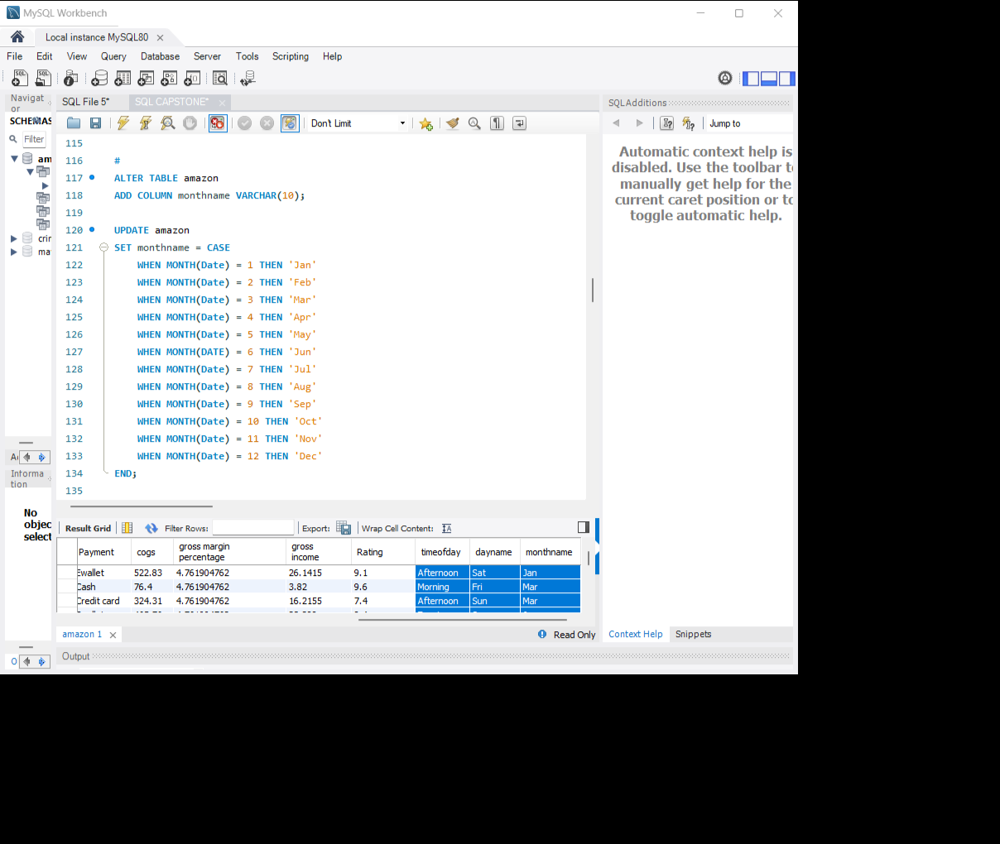 MySQL Workbench
Local instance MySQL80
File Edit View Query Database Server Tools Scripting Help
Navigat
or
SQL File 5* SQL CAPSTONE*
SQLAdditions
SCHEMAS
Don't Limit
Jump to
Filter
115
116 #
117 ALTER TABLE amazon
118 ADD COLUMN monthname VARCHAR(10);
119
120 UPDATE amazon
121 SET monthname = CASE
122 WHEN MONTH(Date) = 1 THEN 'Jan'
123 WHEN MONTH(Date) = 2 THEN 'Feb'
124 WHEN MONTH(Date) = 3 THEN 'Mar'
125 WHEN MONTH(Date) = 4 THEN 'Apr'
126 WHEN MONTH(Date) = 5 THEN 'May'
127 WHEN MONTH(DATE) = 6 THEN 'Jun'
128 WHEN MONTH(Date) = 7 THEN 'Jul'
129 WHEN MONTH(Date) = 8 THEN 'Aug'
130 WHEN MONTH(Date) = 9 THEN 'Sep'
131 WHEN MONTH(Date) = 10 THEN 'Oct'
132 WHEN MONTH(Date) = 11 THEN 'Nov'
133 WHEN MONTH(Date) = 12 THEN 'Dec'
134 END;
135
am
crir
ma
Informa
tion
No
objec
select
Automatic context help is
disabled. Use the toolbar to
manually get help for the
current caret position or to
toggle automatic help.
Result Grid Filter Rows: Export: Wrap Cell Content:
Payment cogs gross margin percentage gross income Rating timeofday dayname monthname
Ewallet 522.83 4.761904762 26.1415 9.1 Afternoon Sat Jan
Cash 76.4 4.761904762 3.82 9.6 Morning Fri Mar
Credit card 324.31 4.761904762 16.2155 7.4 Afternoon Sun Mar
amazon 1
Read Only
Context Help Snippets
O
Output